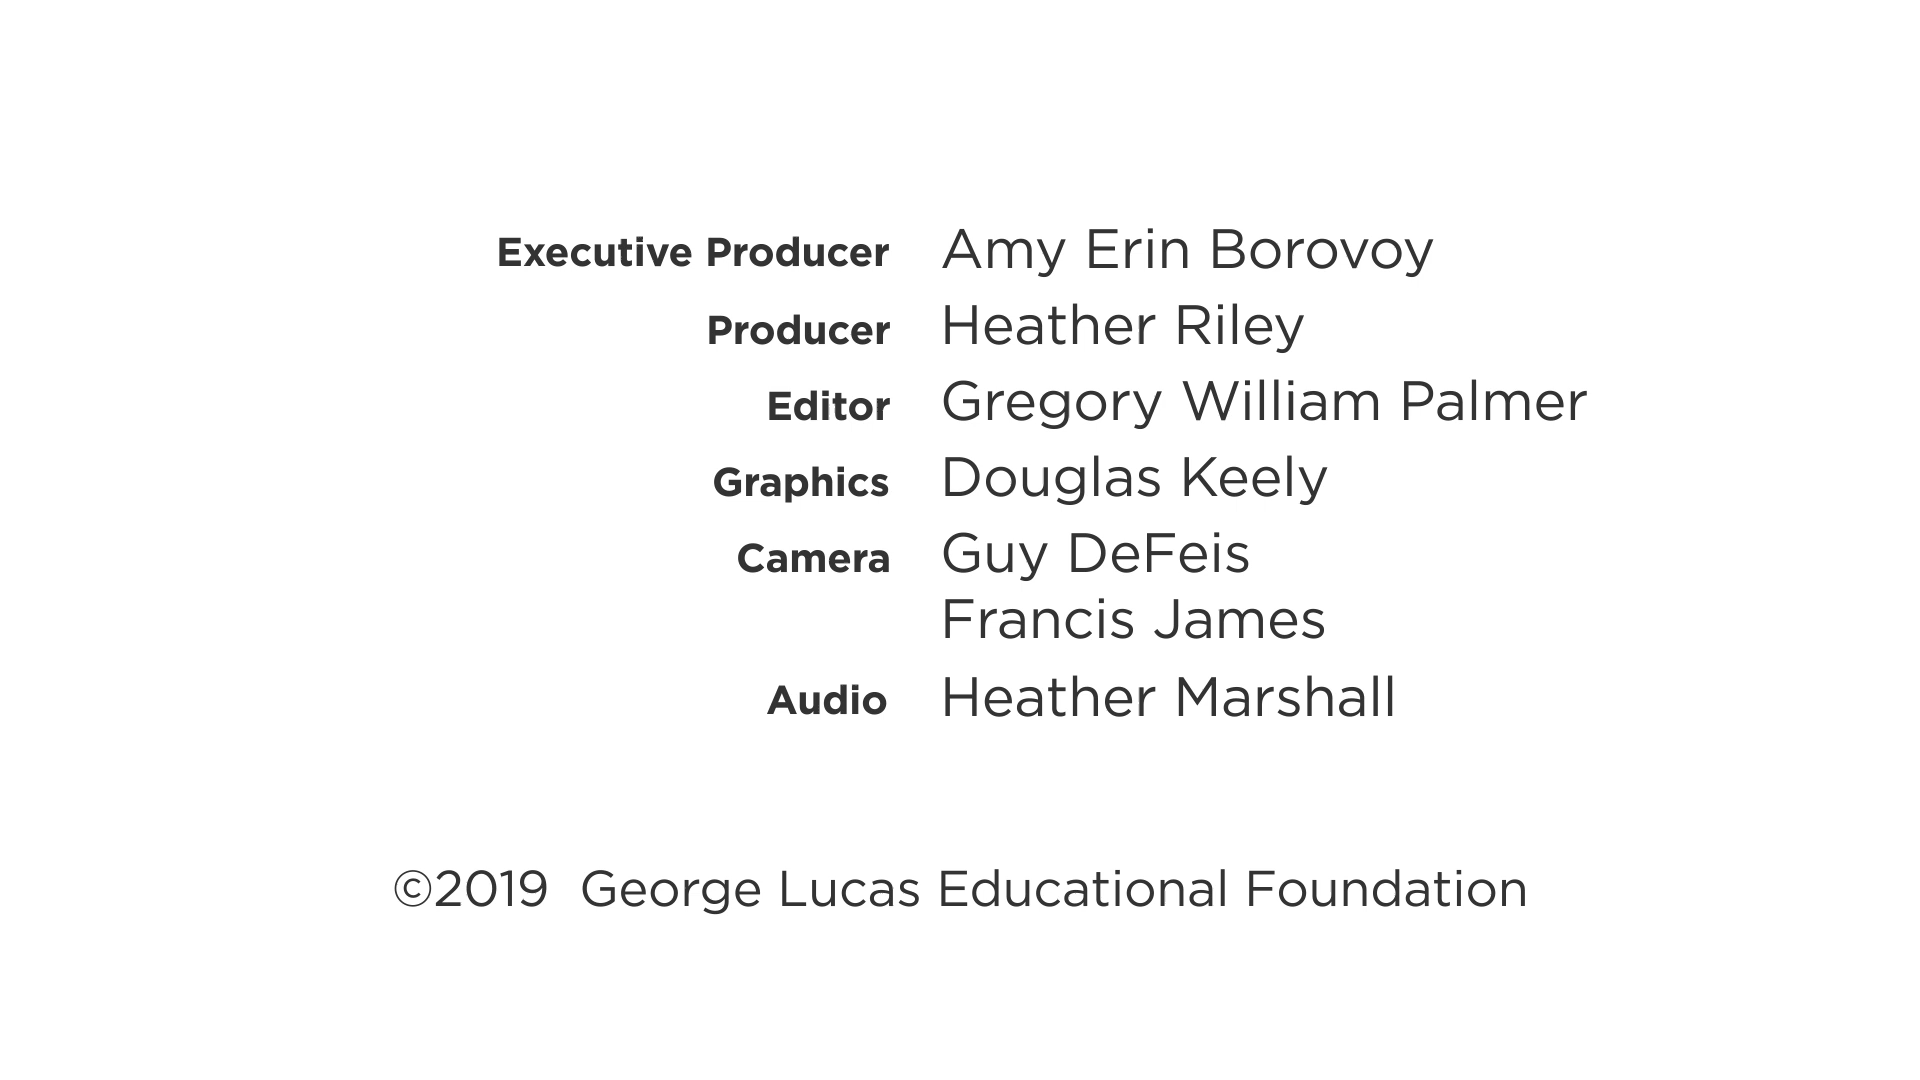 Executive Producer Amy Erin Borovoy
Producer Heather Riley
Editor Gregory William Palmer
Graphics Douglas Keely
Camera Guy DeFeis
Francis James
Audio Heather Marshall
©2019 George Lucas Educational Foundation